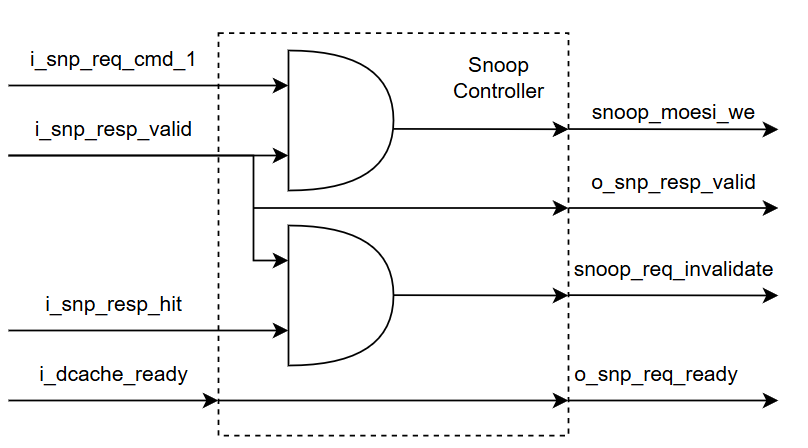 i_snp_req_cmd_1
Snoop
Controller
snoop_moesi_we
i_snp_resp_valid
o_snp_resp_valid
snoop_req_invalidate
i_snp_resp_hit
i_dcache_ready
o_snp_req_ready